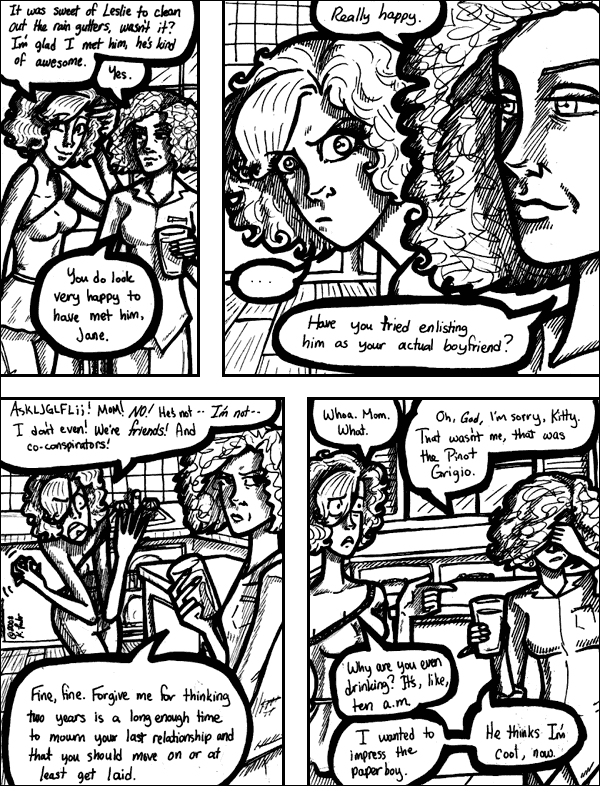 It was sweet of Leslie to clean
out the rain gutters, wasn't it?
I'm glad I met him, he's kind
of awesome.
Yes.
You do look
very happy to
have met him,
Jane.
Really happy.
...
Have you tried enlisting
him as your actual boyfriend?
ASKLJGLFLjj! MOM! NO! He's not -- I'm not--
I don't even! We're friends! And
co-conspirators!
Fine, fine. Forgive me for thinking
two years is a long enough time
to mourn your last relationship and
that you should move on or at
least get laid.
Whoa. Mom.
What.
Oh, God, I'm sorry, Kitty.
That wasn't me, that was
the Pinot
Grigio.
Why are you even
drinking? It's, like,
ten a.m.
I wanted to
impress the
paperboy.
He thinks I'm
cool, now.